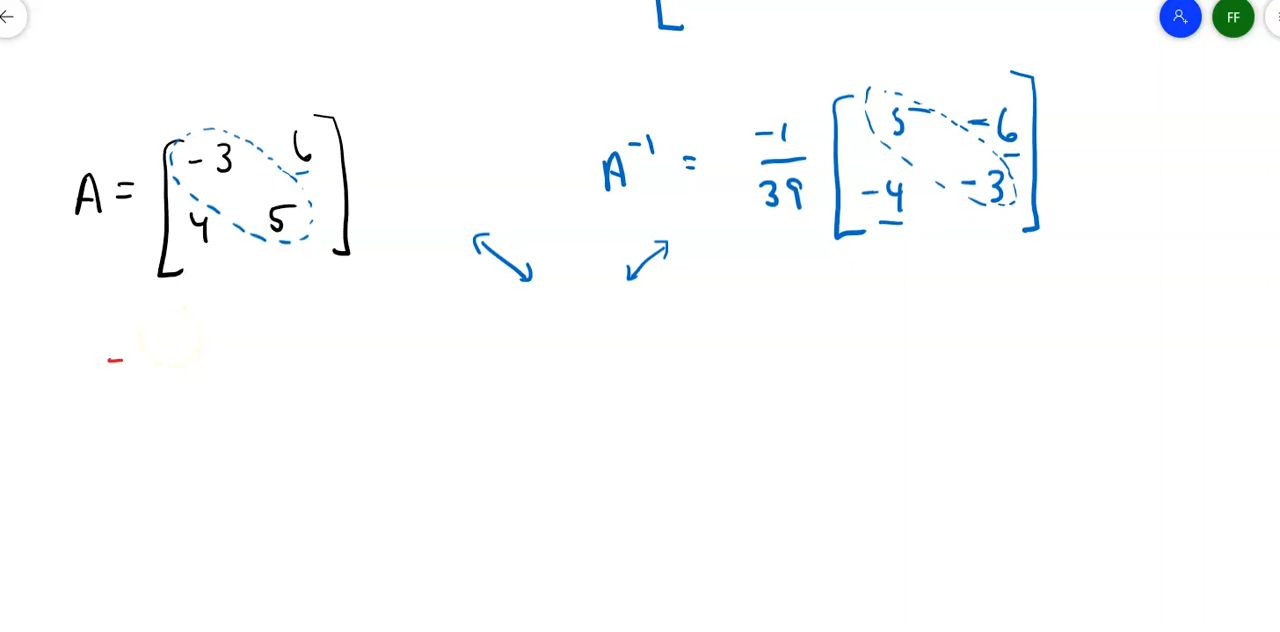 FF
A = [ -3 6
4 5 ]
A⁻¹ = -1/39 [ 5 -6
-4 -3 ]
-